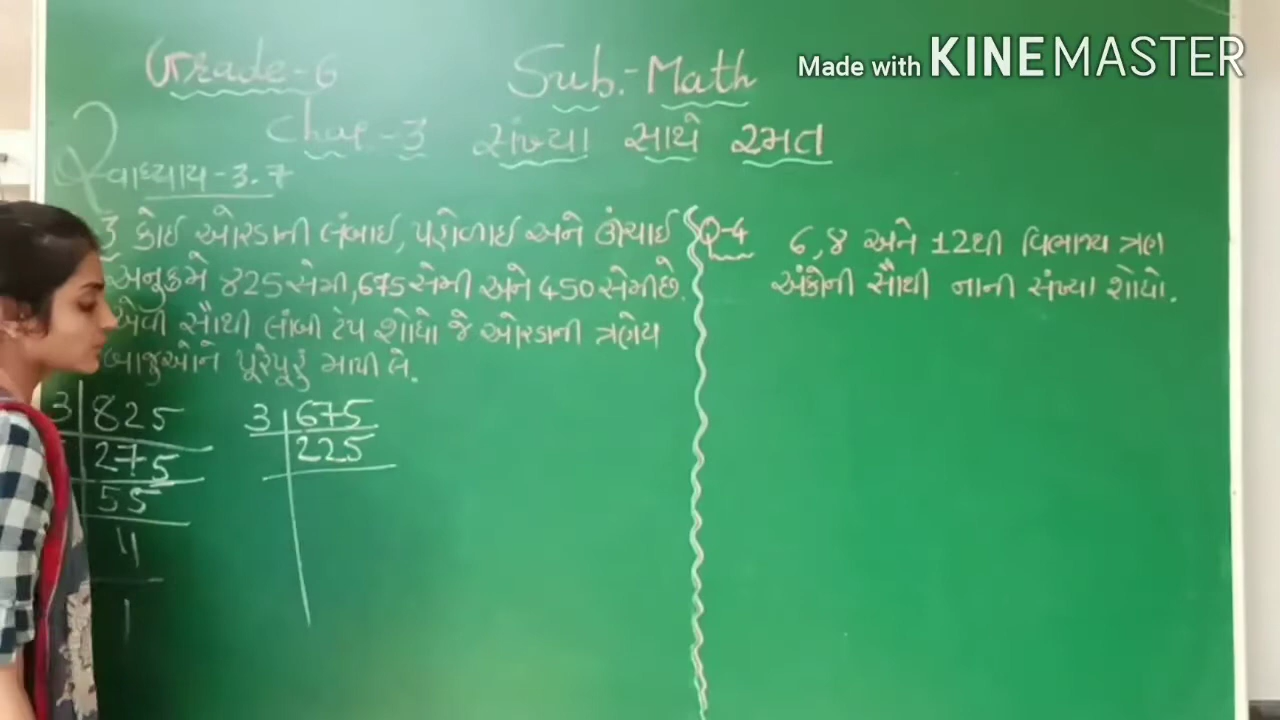 Made with KINEMASTER
Grade-6 Sub.-Math
Chap-3 સંખ્યા સાથે રમત
સ્વાધ્યાય-3.7
3 કોઈ ઓરડાની લંબાઈ, પહોળાઈ અને ઊંચાઈ
અનુક્રમે 825 સેમી, 675 સેમી અને 450 સેમી છે.
એવી સૌથી લાંબી ટેપ શોધો જે ઓરડાની ત્રણેય
બાજુઓને પૂરેપૂરું માપી લે.
3 825
275
55
11
1
3 675
225
Q-4 6,8 અને 12થી વિભાજ્ય ત્રણ
અંકોની સૌથી નાની સંખ્યા શોધો.